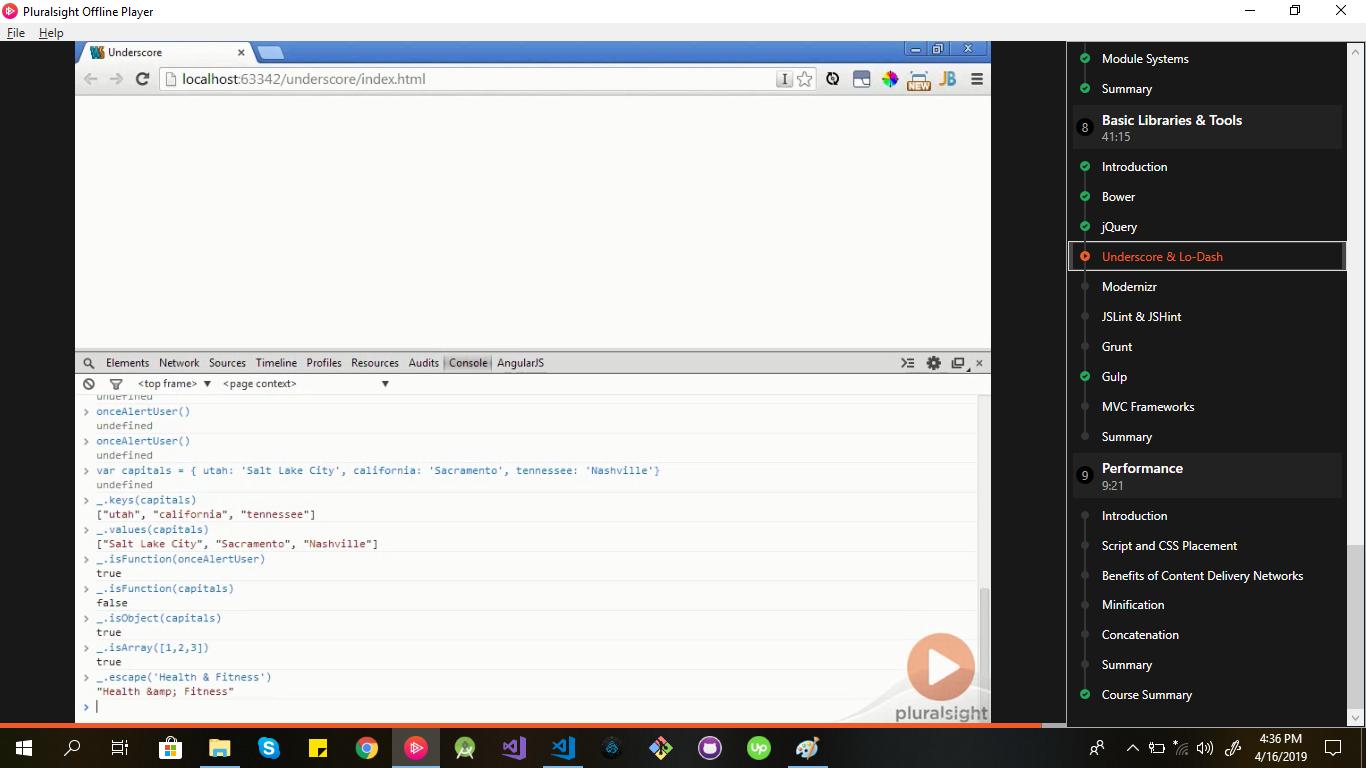 Pluralsight Offline Player
File Help
Underscore
localhost:63342/underscore/index.html
NEW
JB
Elements Network Sources Timeline Profiles Resources Audits Console AngularJS
<top frame> <page context>
undefined
onceAlertUser()
undefined
onceAlertUser()
undefined
var capitals = { utah: 'Salt Lake City', california: 'Sacramento', tennessee: 'Nashville'}
undefined
_.keys(capitals)
["utah", "california", "tennessee"]
_.values(capitals)
["Salt Lake City", "Sacramento", "Nashville"]
_.isFunction(onceAlertUser)
true
_.isFunction(capitals)
false
_.isObject(capitals)
true
_.isArray([1,2,3])
true
_.escape('Health & Fitness')
"Health &amp; Fitness"
pluralsight
Module Systems
Summary
8 Basic Libraries & Tools
41:15
Introduction
Bower
jQuery
Underscore & Lo-Dash
Modernizr
JSLint & JSHint
Grunt
Gulp
MVC Frameworks
Summary
9 Performance
9:21
Introduction
Script and CSS Placement
Benefits of Content Delivery Networks
Minification
Concatenation
Summary
Course Summary
4:36 PM
4/16/2019